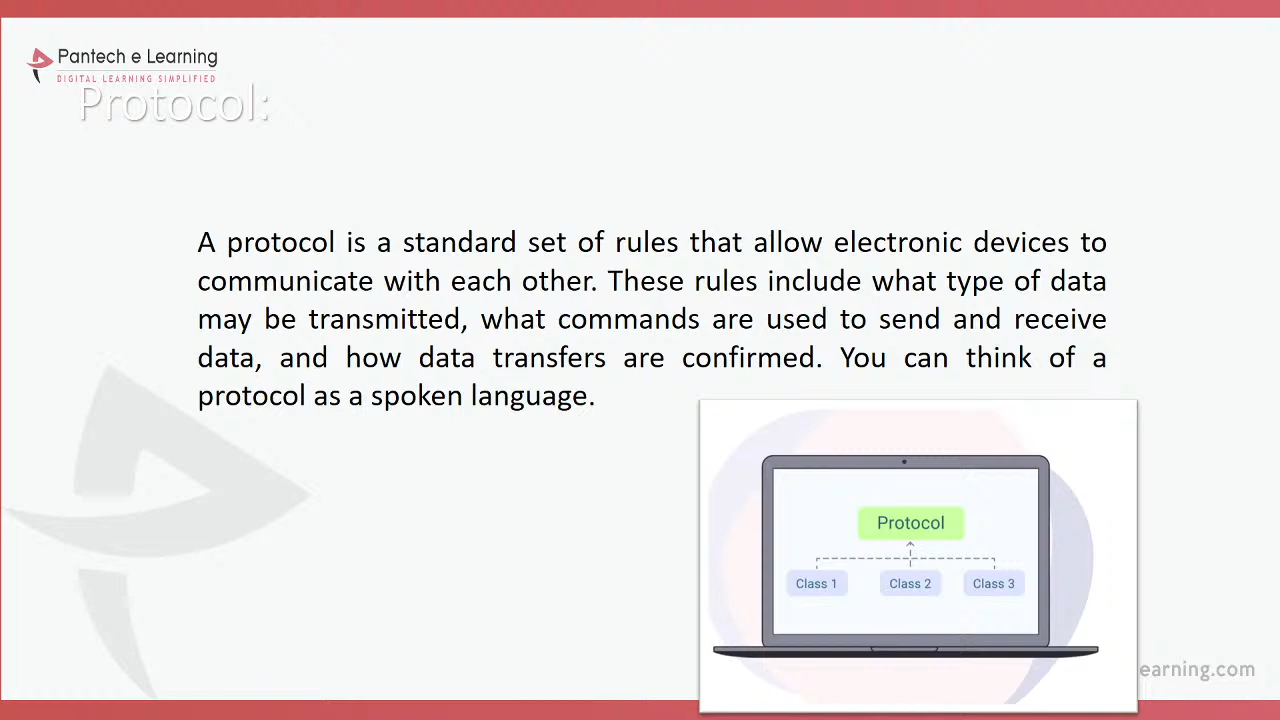 Pantech e Learning
DIGITAL LEARNING SIMPLIFIED
Protocol:
A protocol is a standard set of rules that allow electronic devices to
communicate with each other. These rules include what type of data
may be transmitted, what commands are used to send and receive
data, and how data transfers are confirmed. You can think of a
protocol as a spoken language.
Protocol
Class 1 Class 2 Class 3
earning.com